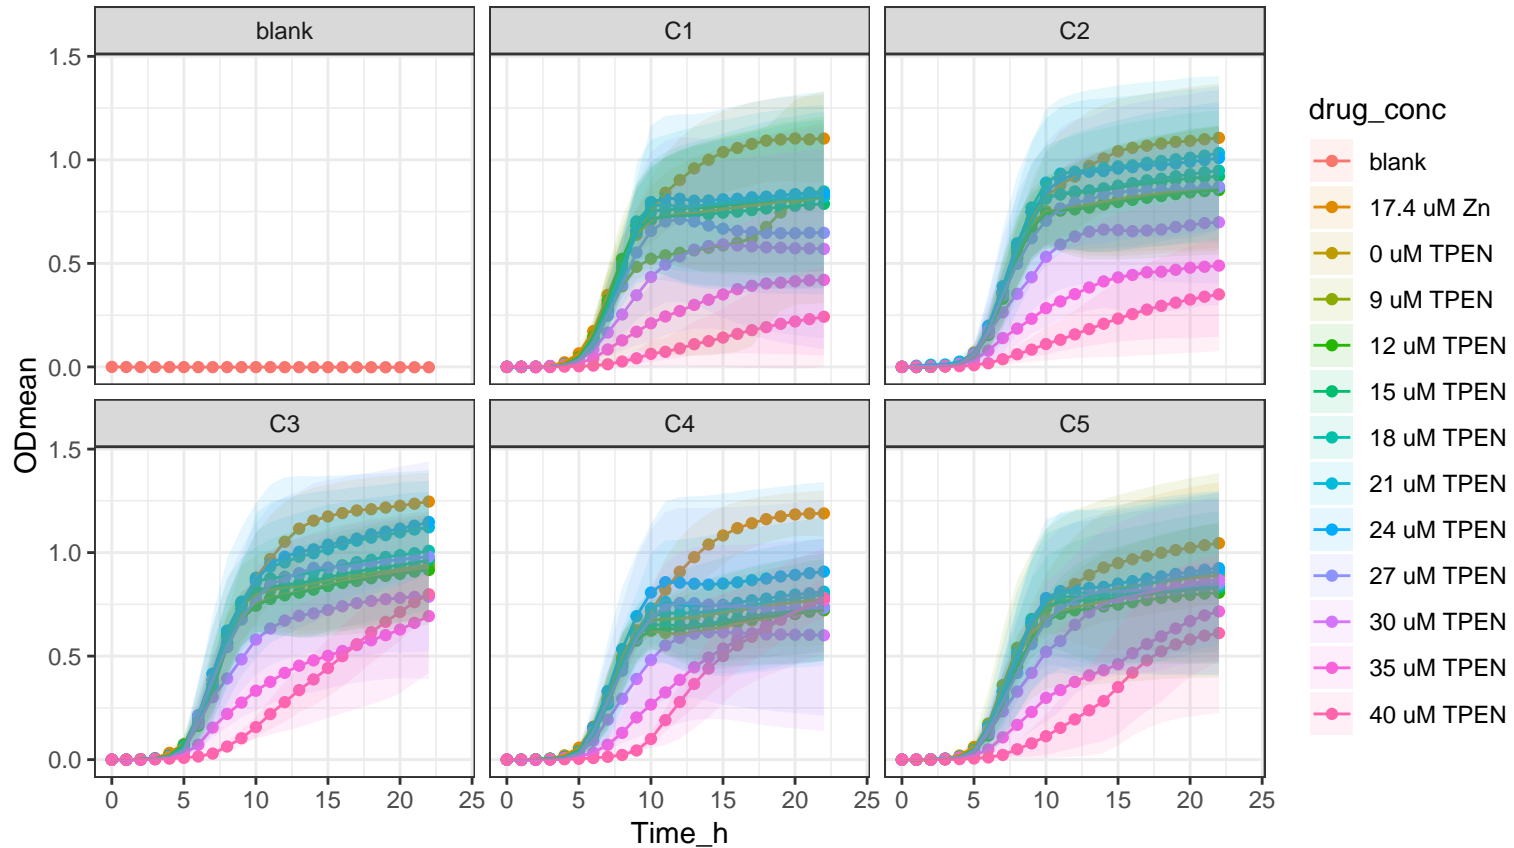 blank
C1
C2
1.5
1.0
0.5
0.0
C3
C4
C5
1.5
1.0
0.5
0.0
0 5 10 15 20 25
0 5 10 15 20 25
0 5 10 15 20 25
Time_h
ODmean
drug_conc
blank
17.4 uM Zn
0 uM TPEN
9 uM TPEN
12 uM TPEN
15 uM TPEN
18 uM TPEN
21 uM TPEN
24 uM TPEN
27 uM TPEN
30 uM TPEN
35 uM TPEN
40 uM TPEN